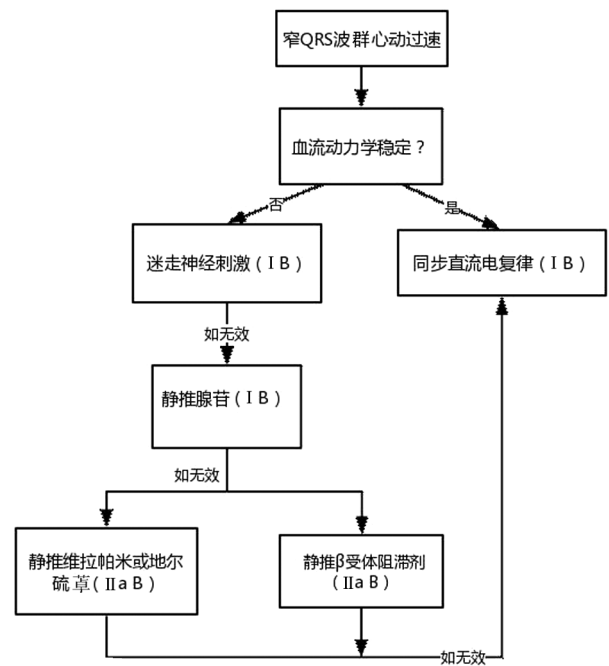 窄QRS波群心动过速
血流动力学稳定？
否
是
迷走神经刺激（ⅠB）
同步直流电复律（ⅠB）
如无效
静推腺苷（ⅠB）
如无效
静推维拉帕米或地尔
硫䓬（ⅡaB）
静推β受体阻滞剂
（ⅡaB）
如无效